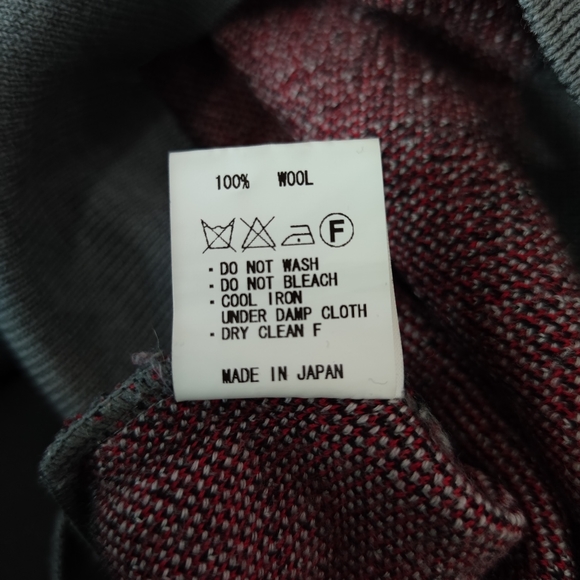 100% WOOL
F
・DO NOT WASH
・DO NOT BLEACH
・COOL IRON
UNDER DAMP CLOTH
・DRY CLEAN F
MADE IN JAPAN